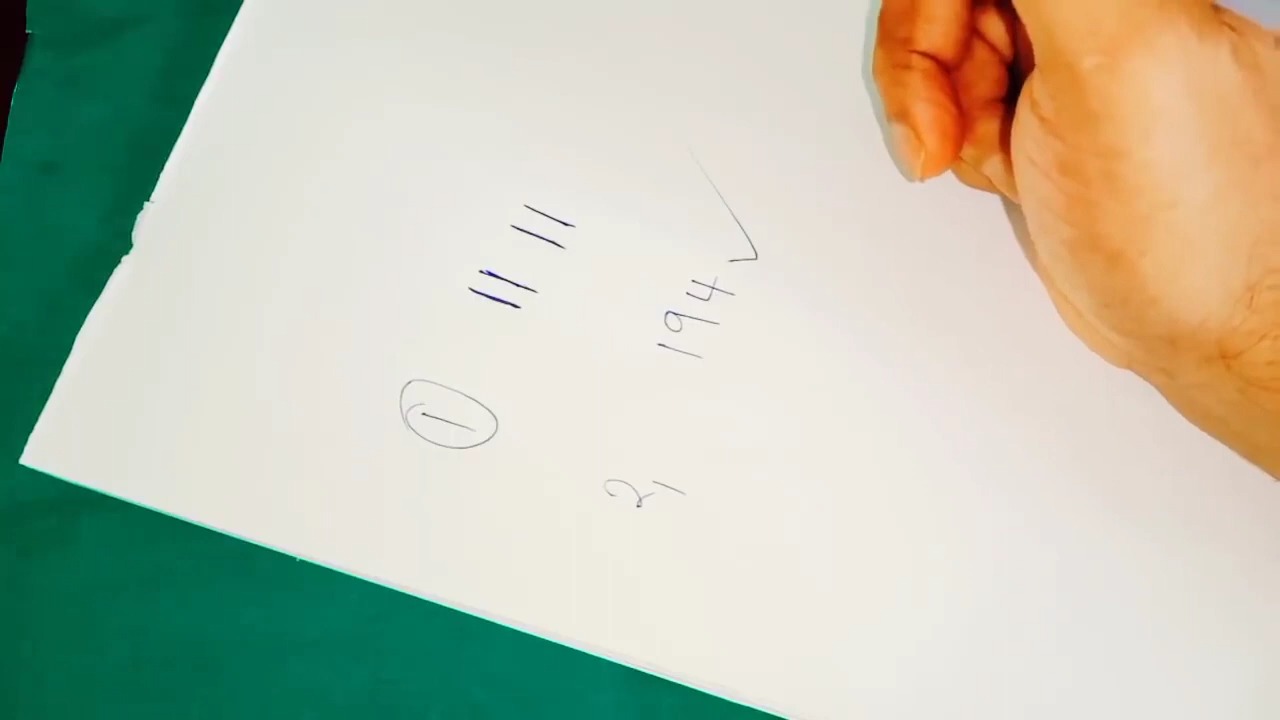 ① 11 11
2, 194 ✓